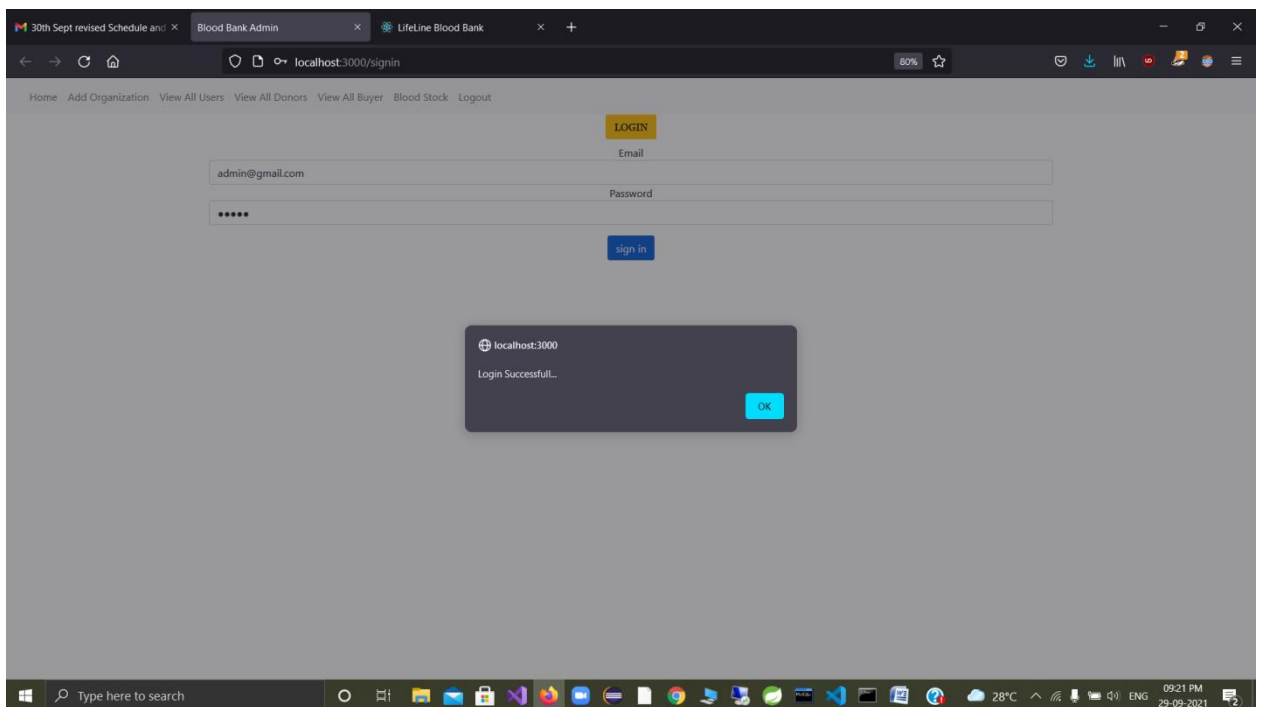 30th Sept revised Schedule and
Blood Bank Admin
LifeLine Blood Bank
localhost:3000/signin
80%
Home Add Organization View All Users View All Donors View All Buyer Blood Stock Logout
LOGIN
Email
admin@gmail.com
Password
•••••
sign in
localhost:3000
Login Successfull...
OK
Type here to search
28°C
ENG
09:21 PM
29-09-2021
2